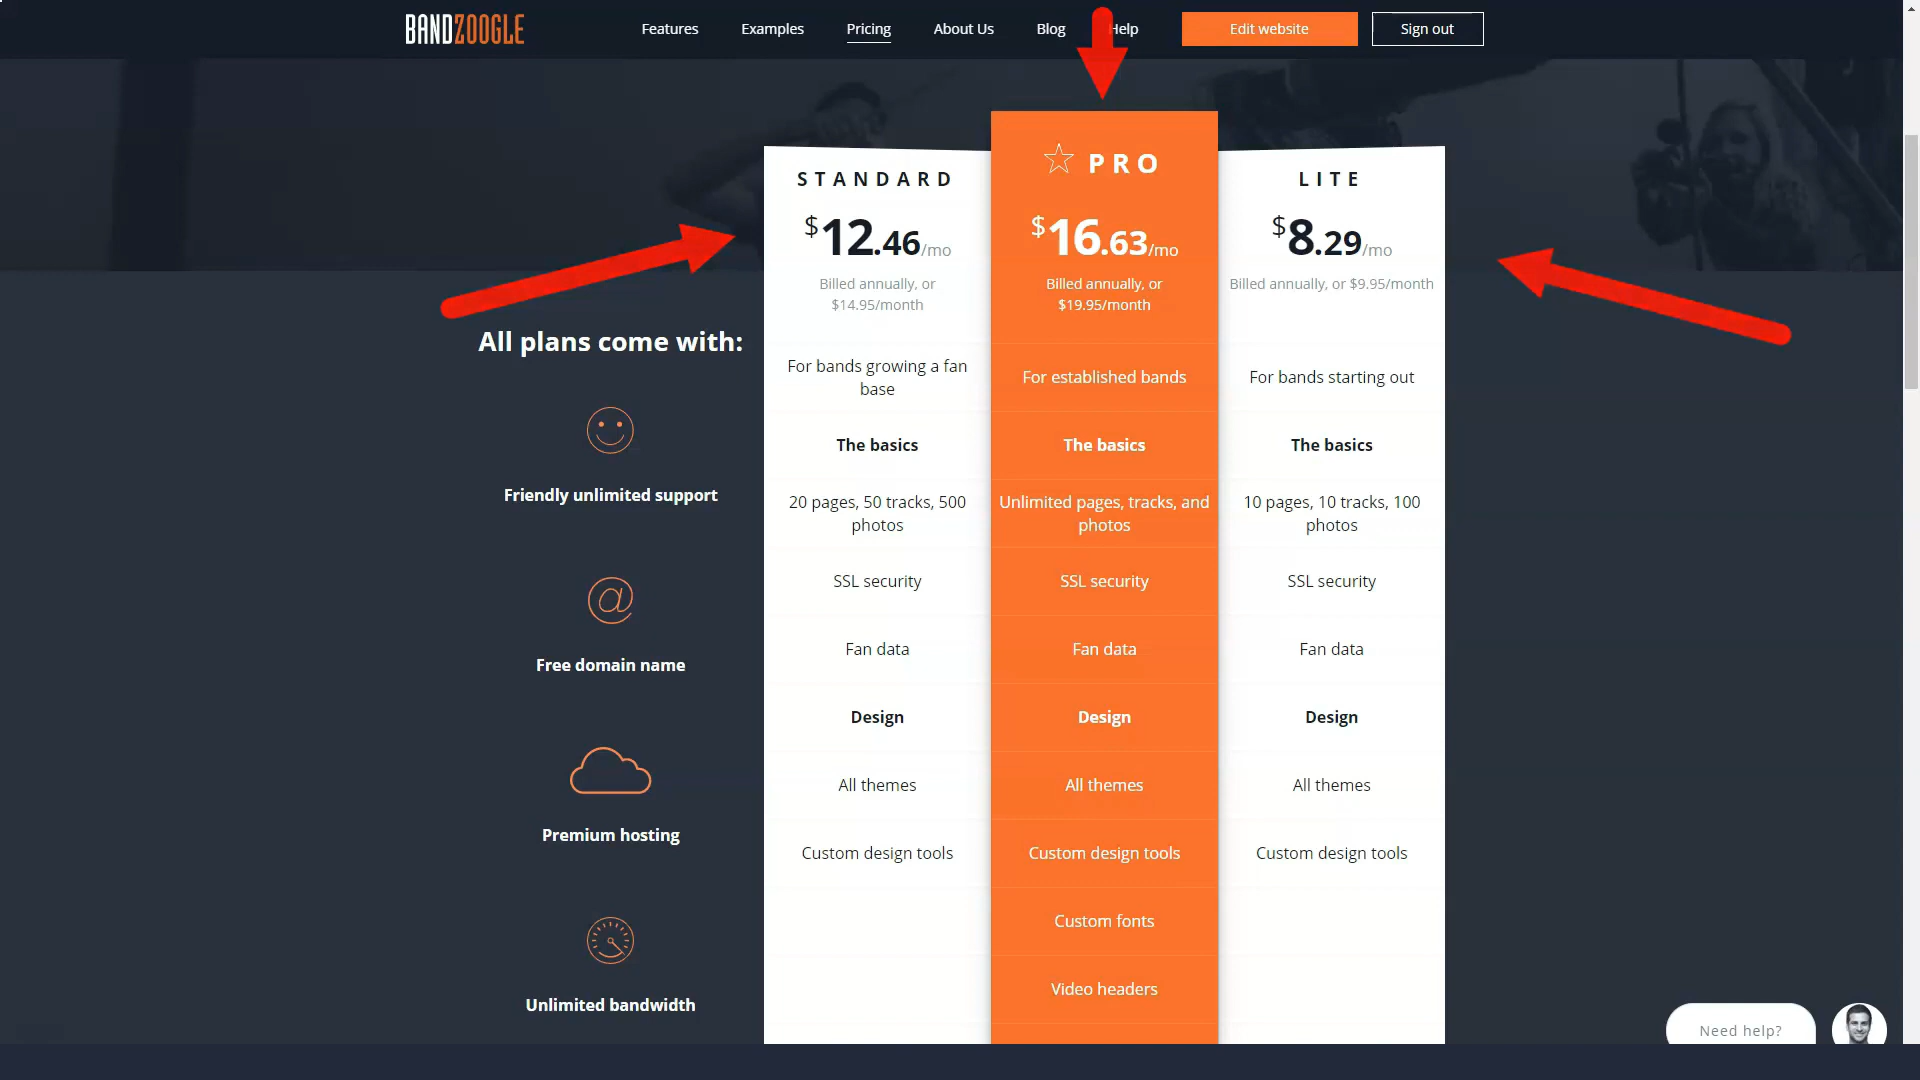 BANDZOOGLE
Features Examples Pricing About Us Blog Help Edit website Sign out
STANDARD
$12.46/mo
Billed annually, or
$14.95/month
For bands growing a fan
base
The basics
20 pages, 50 tracks, 500
photos
SSL security
Fan data
Design
All themes
Custom design tools
PRO
$16.63/mo
Billed annually, or
$19.95/month
For established bands
The basics
Unlimited pages, tracks, and
photos
SSL security
Fan data
Design
All themes
Custom design tools
Custom fonts
Video headers
LITE
$8.29/mo
Billed annually, or $9.95/month
For bands starting out
The basics
10 pages, 10 tracks, 100
photos
SSL security
Fan data
Design
All themes
Custom design tools
All plans come with:
Friendly unlimited support
@
Free domain name
Premium hosting
Unlimited bandwidth
Need help?